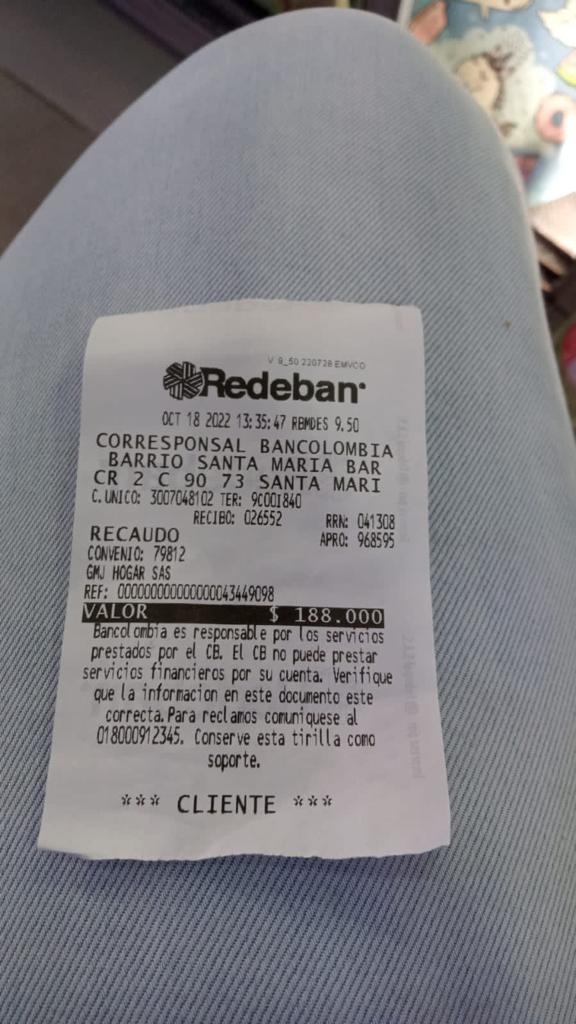 V 9_50 220728 EMVCO
Redeban
OCT 18 2022 13:35:47 RBMDES 9.50
CORRESPONSAL BANCOLOMBIA
BARRIO SANTA MARIA BAR
CR 2 C 90 73 SANTA MARI
C.UNICO: 3007048102 TER: 9C001840
RECIBO: 026552 RRN: 041308
RECAUDO APRO: 968595
CONVENIO: 79812
GMJ HOGAR SAS
REF: 000000000000000043449098
VALOR $ 188.000
Bancolombia es responsable por los servicios
prestados por el CB. El CB no puede prestar
servicios financieros por su cuenta. Verifique
que la informacion en este documento este
correcta.Para reclamos comuniquese al
018000912345. Conserve esta tirilla como
soporte.
*** CLIENTE ***